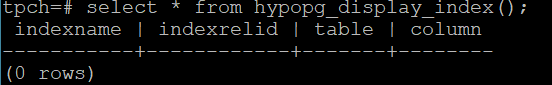 tpch=# select * from hypopg_display_index();
 indexname | indexrelid | table | column
-----------+------------+-------+--------
(0 rows)